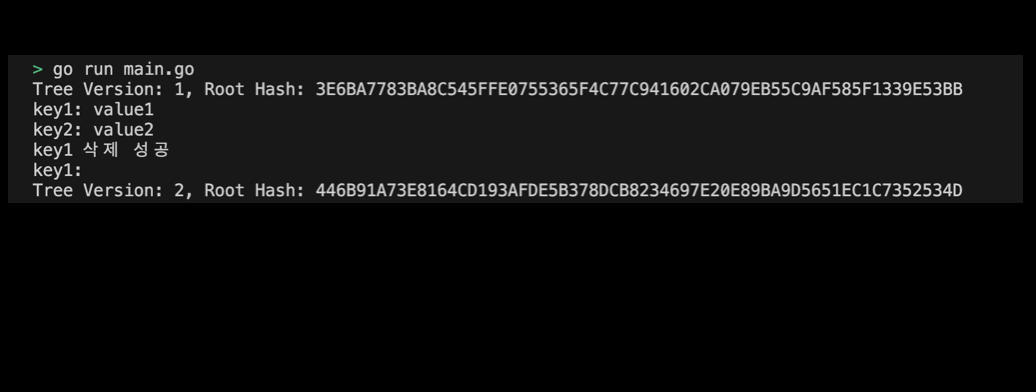 > go run main.go
Tree Version: 1, Root Hash: 3E6BA7783BA8C545FFE0755365F4C77C941602CA079EB55C9AF585F1339E53BB
key1: value1
key2: value2
key1 삭제 성공
key1:
Tree Version: 2, Root Hash: 446B91A73E8164CD193AFDE5B378DCB8234697E20E89BA9D5651EC1C7352534D